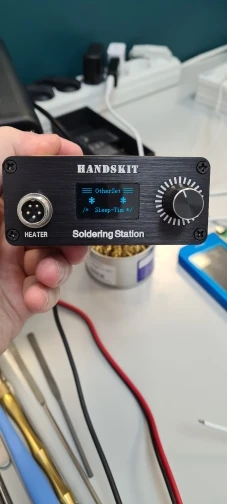 HANDSKIT
OtherSet
/* Sleep-Tim */
HEATER
Soldering Station